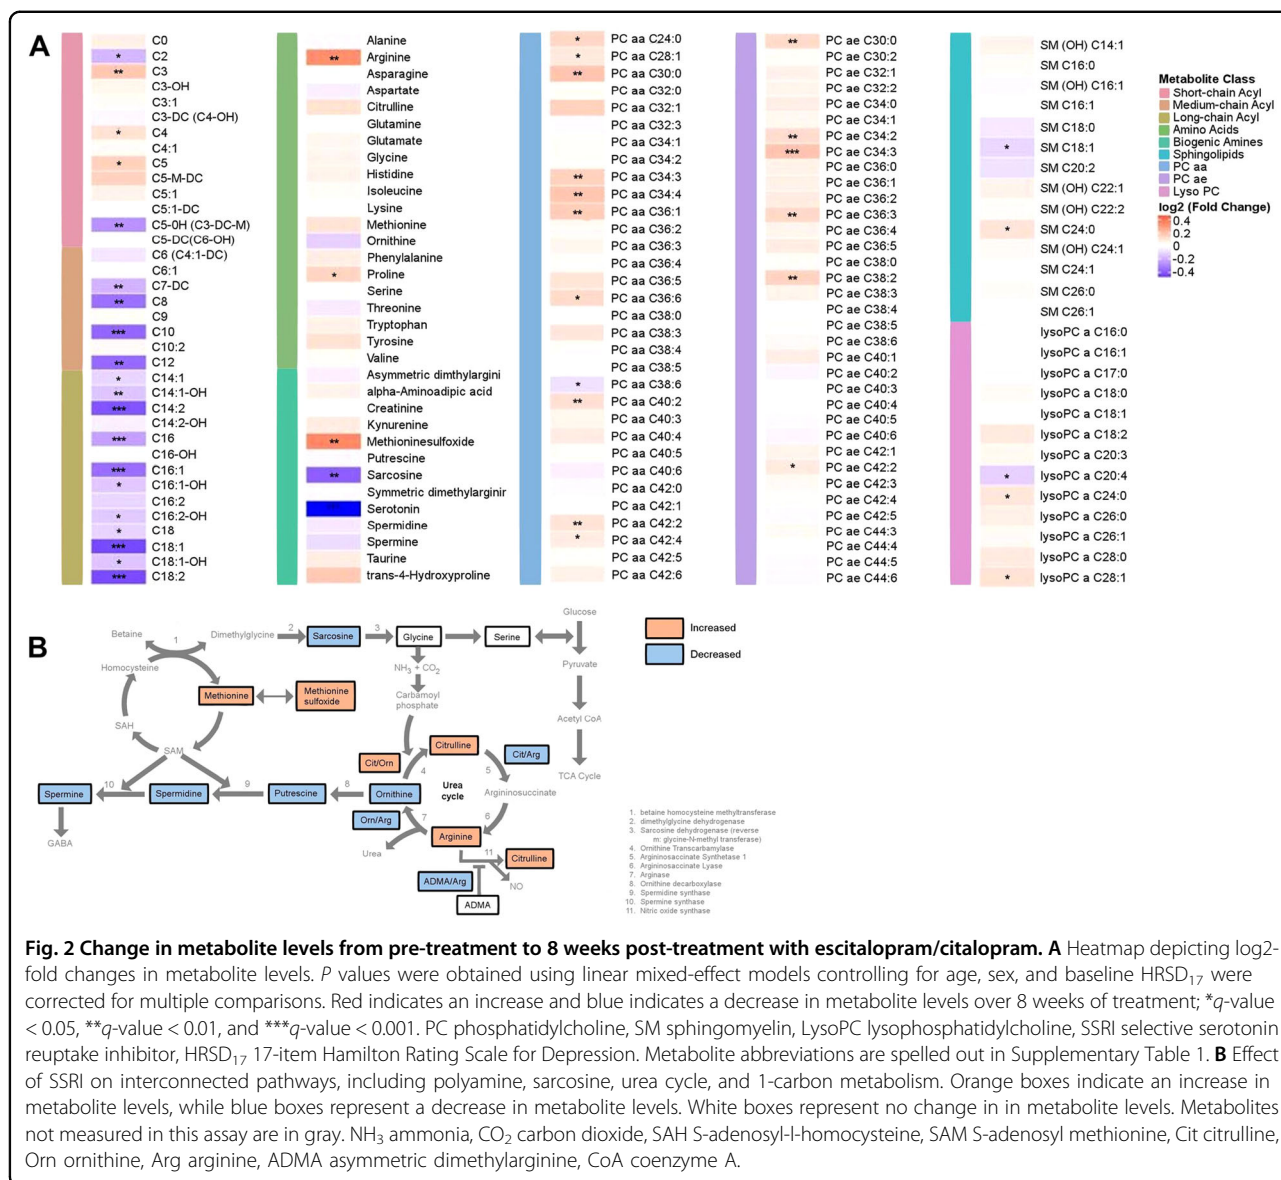 A
C0
C2
*
C3
**
C3-OH
C3:1
C3-DC (C4-OH)
C4
*
C4:1
C5
*
C5-M-DC
C5:1
C5:1-DC
C5-0H (C3-DC-M)
**
C5-DC(C6-OH)
C6 (C4:1-DC)
C6:1
C7-DC
**
C8
**
C9
C10
***
C10:2
C12
**
C14:1
*
C14:1-OH
**
C14:2
***
C14:2-OH
C16
***
C16-OH
C16:1
***
C16:1-OH
*
C16:2
C16:2-OH
*
C18
*
C18:1
***
C18:1-OH
*
C18:2
***
Alanine
Arginine
**
Asparagine
Aspartate
Citrulline
Glutamine
Glutamate
Glycine
Histidine
Isoleucine
Lysine
Methionine
Ornithine
Phenylalanine
Proline
*
Serine
Threonine
Tryptophan
Tyrosine
Valine
Asymmetric dimthylargini
alpha-Aminoadipic acid
Creatinine
Kynurenine
Methioninesulfoxide
**
Putrescine
Sarcosine
**
Symmetric dimethylarginir
Serotonin
Spermidine
Spermine
Taurine
trans-4-Hydroxyproline
PC aa C24:0
*
PC aa C28:1
*
PC aa C30:0
**
PC aa C32:0
PC aa C32:1
PC aa C32:3
PC aa C34:1
PC aa C34:2
PC aa C34:3
**
PC aa C34:4
**
PC aa C36:1
**
PC aa C36:2
PC aa C36:3
PC aa C36:4
PC aa C36:5
PC aa C36:6
*
PC aa C38:0
PC aa C38:3
PC aa C38:4
PC aa C38:5
PC aa C38:6
*
PC aa C40:2
**
PC aa C40:3
PC aa C40:4
PC aa C40:5
PC aa C40:6
PC aa C42:0
PC aa C42:1
PC aa C42:2
**
PC aa C42:4
*
PC aa C42:5
PC aa C42:6
PC ae C30:0
**
PC ae C30:2
PC ae C32:1
PC ae C32:2
PC ae C34:0
PC ae C34:1
PC ae C34:2
**
PC ae C34:3
***
PC ae C36:0
PC ae C36:1
PC ae C36:2
PC ae C36:3
**
PC ae C36:4
PC ae C36:5
PC ae C38:0
PC ae C38:2
**
PC ae C38:3
PC ae C38:4
PC ae C38:5
PC ae C38:6
PC ae C40:1
PC ae C40:2
PC ae C40:3
PC ae C40:4
PC ae C40:5
PC ae C40:6
PC ae C42:1
PC ae C42:2
*
PC ae C42:3
PC ae C42:4
PC ae C42:5
PC ae C44:3
PC ae C44:4
PC ae C44:5
PC ae C44:6
SM (OH) C14:1
SM C16:0
SM (OH) C16:1
SM C16:1
SM C18:0
SM C18:1
*
SM C20:2
SM (OH) C22:1
SM (OH) C22:2
SM C24:0
*
SM (OH) C24:1
SM C24:1
SM C26:0
SM C26:1
lysoPC a C16:0
lysoPC a C16:1
lysoPC a C17:0
lysoPC a C18:0
lysoPC a C18:1
lysoPC a C18:2
lysoPC a C20:3
lysoPC a C20:4
*
lysoPC a C24:0
*
lysoPC a C26:0
lysoPC a C26:1
lysoPC a C28:0
lysoPC a C28:1
*
Metabolite Class
Short-chain Acyl
Medium-chain Acyl
Long-chain Acyl
Amino Acids
Biogenic Amines
Sphingolipids
PC aa
PC ae
Lyso PC
log2 (Fold Change)
0.4
0.2
0
-0.2
-0.4
B
Betaine
1
Dimethylglycine
2
Sarcosine
3
Glycine
Serine
Glucose
Homocysteine
NH3 + CO2
Pyruvate
Methionine
Methionine
sulfoxide
Carbamoyl
phosphate
SAH
SAM
Acetyl CoA
Cit/Orn
Citrulline
Cit/Arg
TCA Cycle
4
5
Urea
cycle
Argininosuccinate
Spermine
10
Spermidine
9
Putrescine
8
Ornithine
Orn/Arg
7
6
GABA
Urea
Arginine
11
Citrulline
ADMA/Arg
NO
ADMA
Increased
Decreased
1. betaine homocysteine methyltransferase
2. dimethylglycine dehydrogenase
3. Sarcosine dehydrogenase (reverse
m: glycine-N-methyl transferase)
4. Ornithine Transcarbamylase
5. Argininosaccinate Synthetase 1
6. Argininosaccinate Lyase
7. Arginase
8. Ornithine decarboxylase
9. Spermidine synthase
10. Spermine synthase
11. Nitric oxide synthase
Fig. 2 Change in metabolite levels from pre-treatment to 8 weeks post-treatment with escitalopram/citalopram. A Heatmap depicting log2-
fold changes in metabolite levels. P values were obtained using linear mixed-effect models controlling for age, sex, and baseline HRSD17 were
corrected for multiple comparisons. Red indicates an increase and blue indicates a decrease in metabolite levels over 8 weeks of treatment; *q-value
< 0.05, **q-value < 0.01, and ***q-value < 0.001. PC phosphatidylcholine, SM sphingomyelin, LysoPC lysophosphatidylcholine, SSRI selective serotonin
reuptake inhibitor, HRSD17 17-item Hamilton Rating Scale for Depression. Metabolite abbreviations are spelled out in Supplementary Table 1. B Effect
of SSRI on interconnected pathways, including polyamine, sarcosine, urea cycle, and 1-carbon metabolism. Orange boxes indicate an increase in
metabolite levels, while blue boxes represent a decrease in metabolite levels. White boxes represent no change in in metabolite levels. Metabolites
not measured in this assay are in gray. NH3 ammonia, CO2 carbon dioxide, SAH S-adenosyl-l-homocysteine, SAM S-adenosyl methionine, Cit citrulline,
Orn ornithine, Arg arginine, ADMA asymmetric dimethylarginine, CoA coenzyme A.